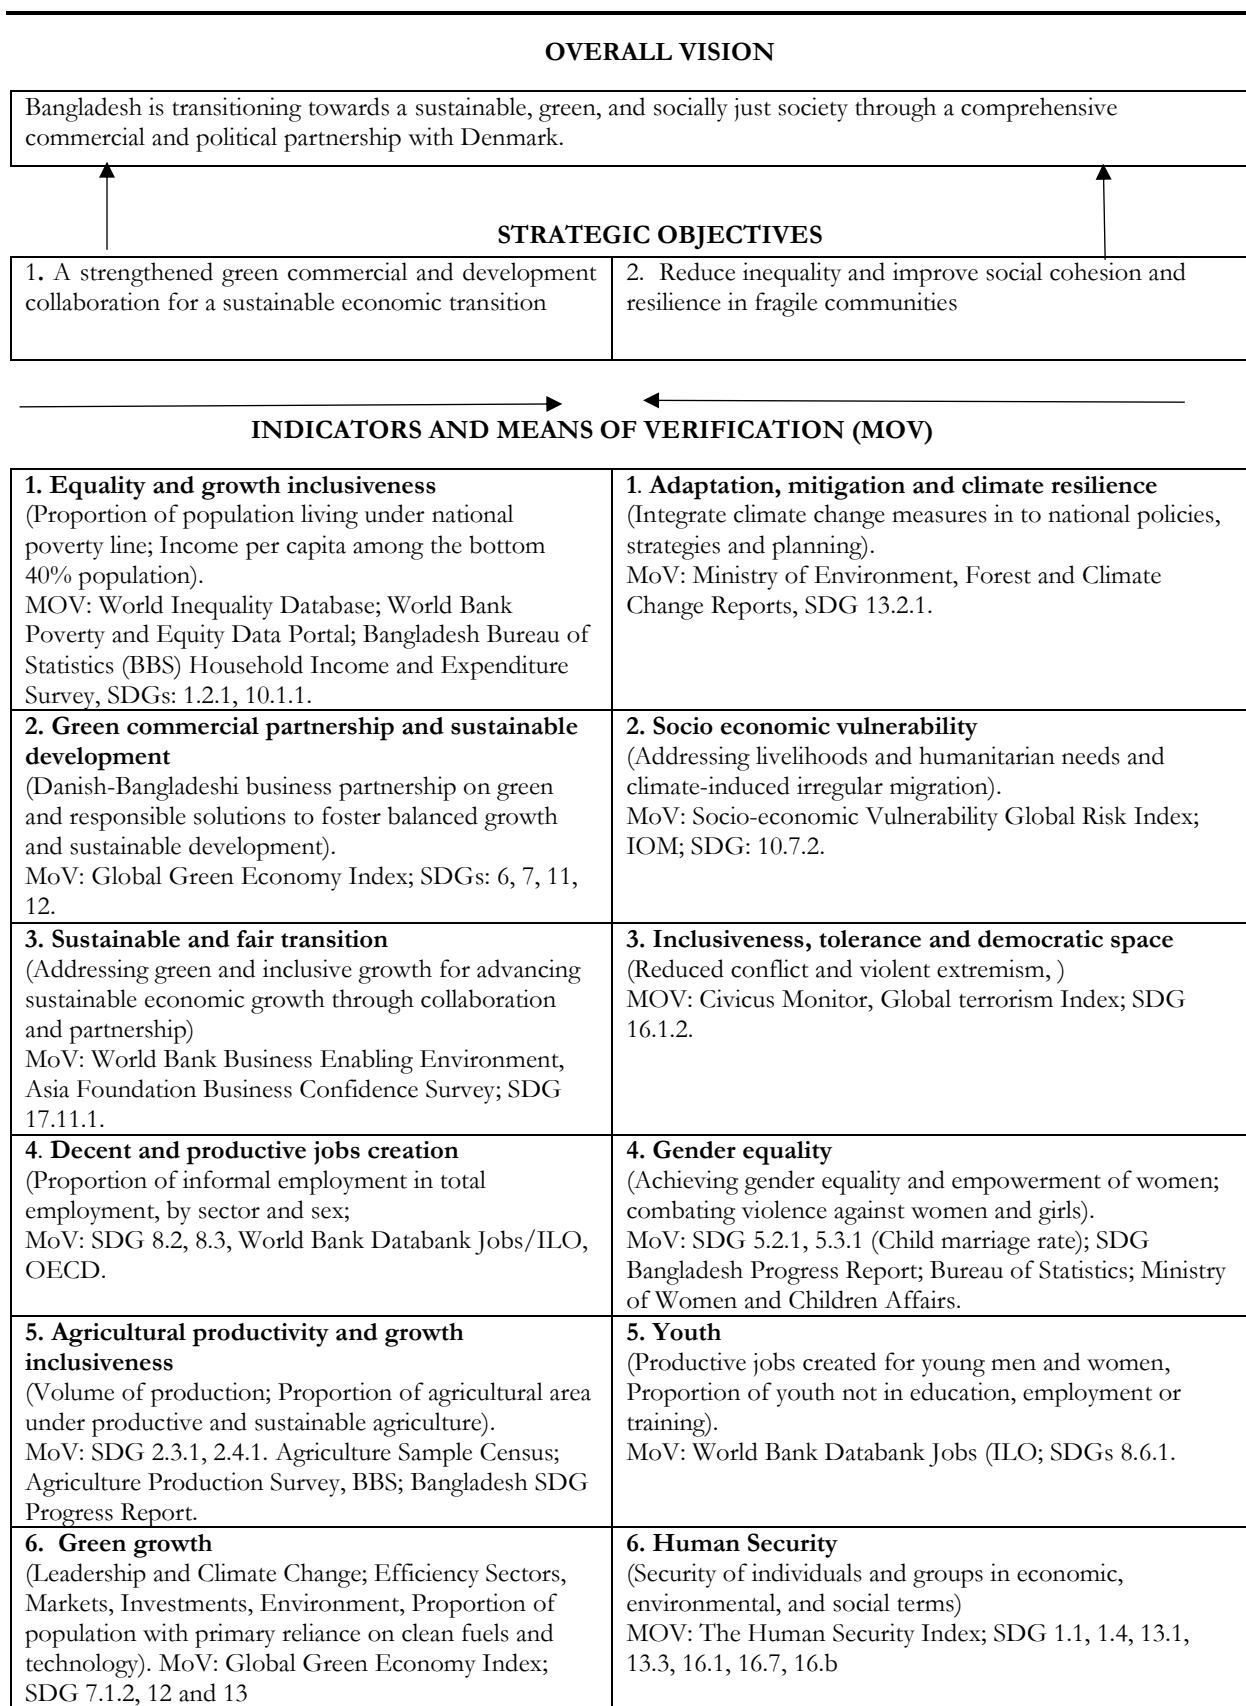 OVERALL VISION
Bangladesh is transitioning towards a sustainable, green, and socially just society through a comprehensive
commercial and political partnership with Denmark.
STRATEGIC OBJECTIVES
1. A strengthened green commercial and development
collaboration for a sustainable economic transition
2. Reduce inequality and improve social cohesion and
resilience in fragile communities
INDICATORS AND MEANS OF VERIFICATION (MOV)
1. Equality and growth inclusiveness
(Proportion of population living under national
poverty line; Income per capita among the bottom
40% population).
MOV: World Inequality Database; World Bank
Poverty and Equity Data Portal; Bangladesh Bureau of
Statistics (BBS) Household Income and Expenditure
Survey, SDGs: 1.2.1, 10.1.1.
1. Adaptation, mitigation and climate resilience
(Integrate climate change measures in to national policies,
strategies and planning).
MoV: Ministry of Environment, Forest and Climate
Change Reports, SDG 13.2.1.
2. Green commercial partnership and sustainable
development
(Danish-Bangladeshi business partnership on green
and responsible solutions to foster balanced growth
and sustainable development).
MoV: Global Green Economy Index; SDGs: 6, 7, 11,
12.
2. Socio economic vulnerability
(Addressing livelihoods and humanitarian needs and
climate-induced irregular migration).
MoV: Socio-economic Vulnerability Global Risk Index;
IOM; SDG: 10.7.2.
3. Sustainable and fair transition
(Addressing green and inclusive growth for advancing
sustainable economic growth through collaboration
and partnership)
MoV: World Bank Business Enabling Environment,
Asia Foundation Business Confidence Survey; SDG
17.11.1.
3. Inclusiveness, tolerance and democratic space
(Reduced conflict and violent extremism, )
MOV: Civicus Monitor, Global terrorism Index; SDG
16.1.2.
4. Decent and productive jobs creation
(Proportion of informal employment in total
employment, by sector and sex;
MoV: SDG 8.2, 8.3, World Bank Databank Jobs/ILO,
OECD.
4. Gender equality
(Achieving gender equality and empowerment of women;
combating violence against women and girls).
MoV: SDG 5.2.1, 5.3.1 (Child marriage rate); SDG
Bangladesh Progress Report; Bureau of Statistics; Ministry
of Women and Children Affairs.
5. Agricultural productivity and growth
inclusiveness
(Volume of production; Proportion of agricultural area
under productive and sustainable agriculture).
MoV: SDG 2.3.1, 2.4.1. Agriculture Sample Census;
Agriculture Production Survey, BBS; Bangladesh SDG
Progress Report.
5. Youth
(Productive jobs created for young men and women,
Proportion of youth not in education, employment or
training).
MoV: World Bank Databank Jobs (ILO; SDGs 8.6.1.
6. Green growth
(Leadership and Climate Change; Efficiency Sectors,
Markets, Investments, Environment, Proportion of
population with primary reliance on clean fuels and
technology). MoV: Global Green Economy Index;
SDG 7.1.2, 12 and 13
6. Human Security
(Security of individuals and groups in economic,
environmental, and social terms)
MOV: The Human Security Index; SDG 1.1, 1.4, 13.1,
13.3, 16.1, 16.7, 16.b